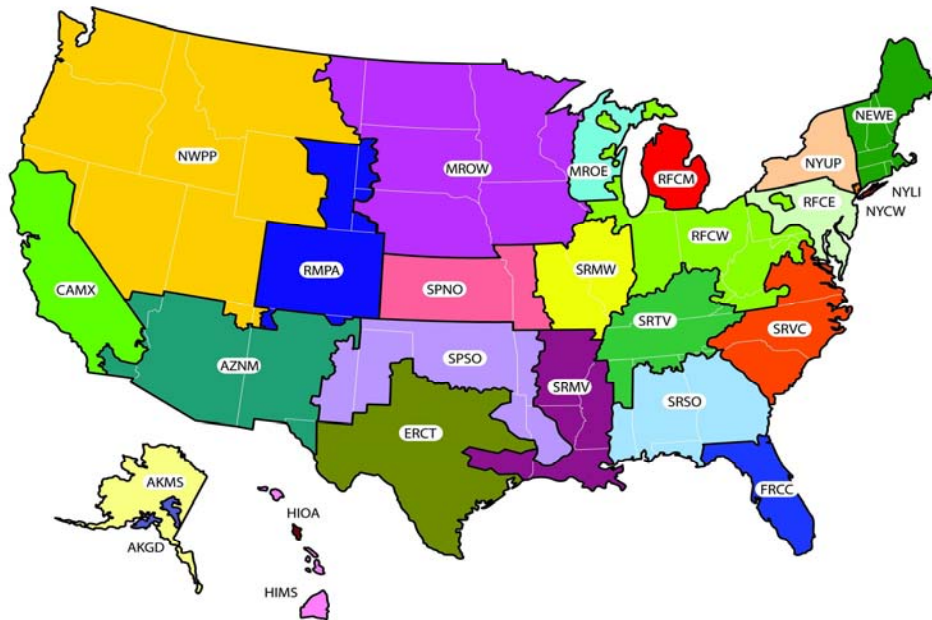 NEWE
NWPP
MROW
MROE
NYUP
RFCM
NYLI
RFCE
NYCW
RFCW
RMPA
SRMW
CAMX
SPNO
SRTV
SRVC
SPSO
AZNM
SRMV
SRSO
ERCT
AKMS
FRCC
HIOA
AKGD
HIMS